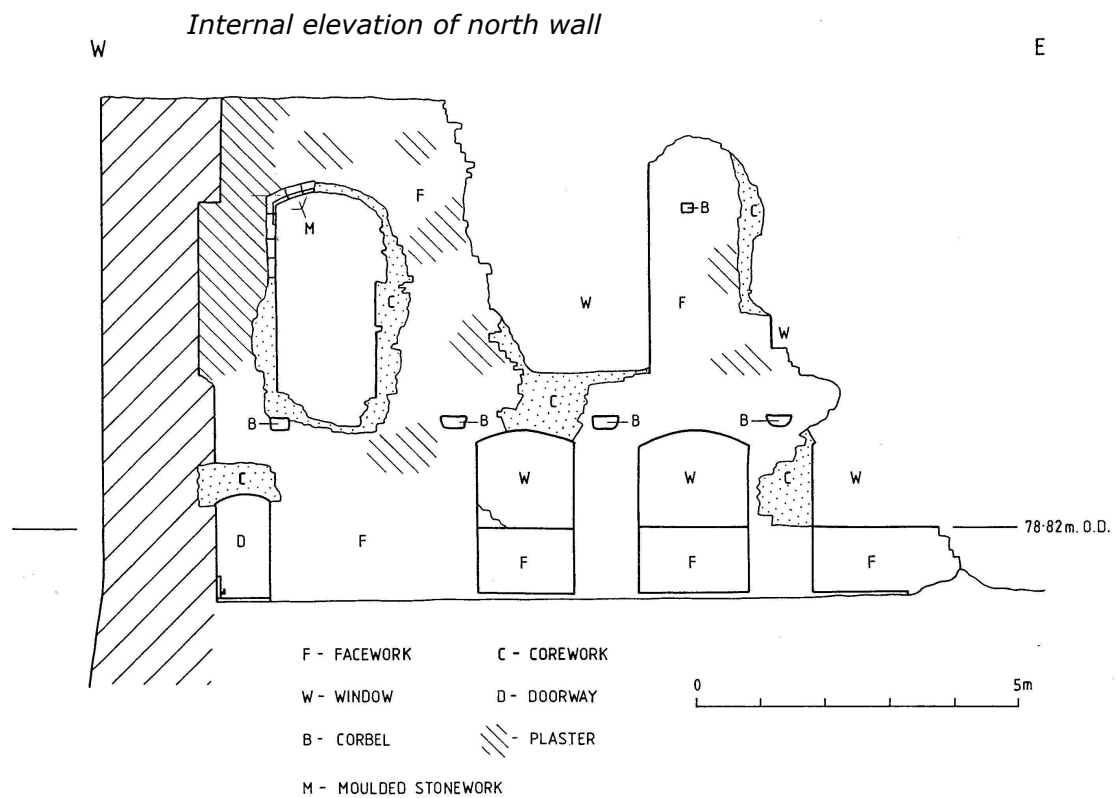 Internal elevation of north wall
W E
F
M
B
C
C
W
F
W
B B B B
C
C W W C W
D F F F F
78·82m. O.D.
F - FACEWORK C - COREWORK
W - WINDOW D - DOORWAY
B - CORBEL - PLASTER
M - MOULDED STONEWORK
0 5m